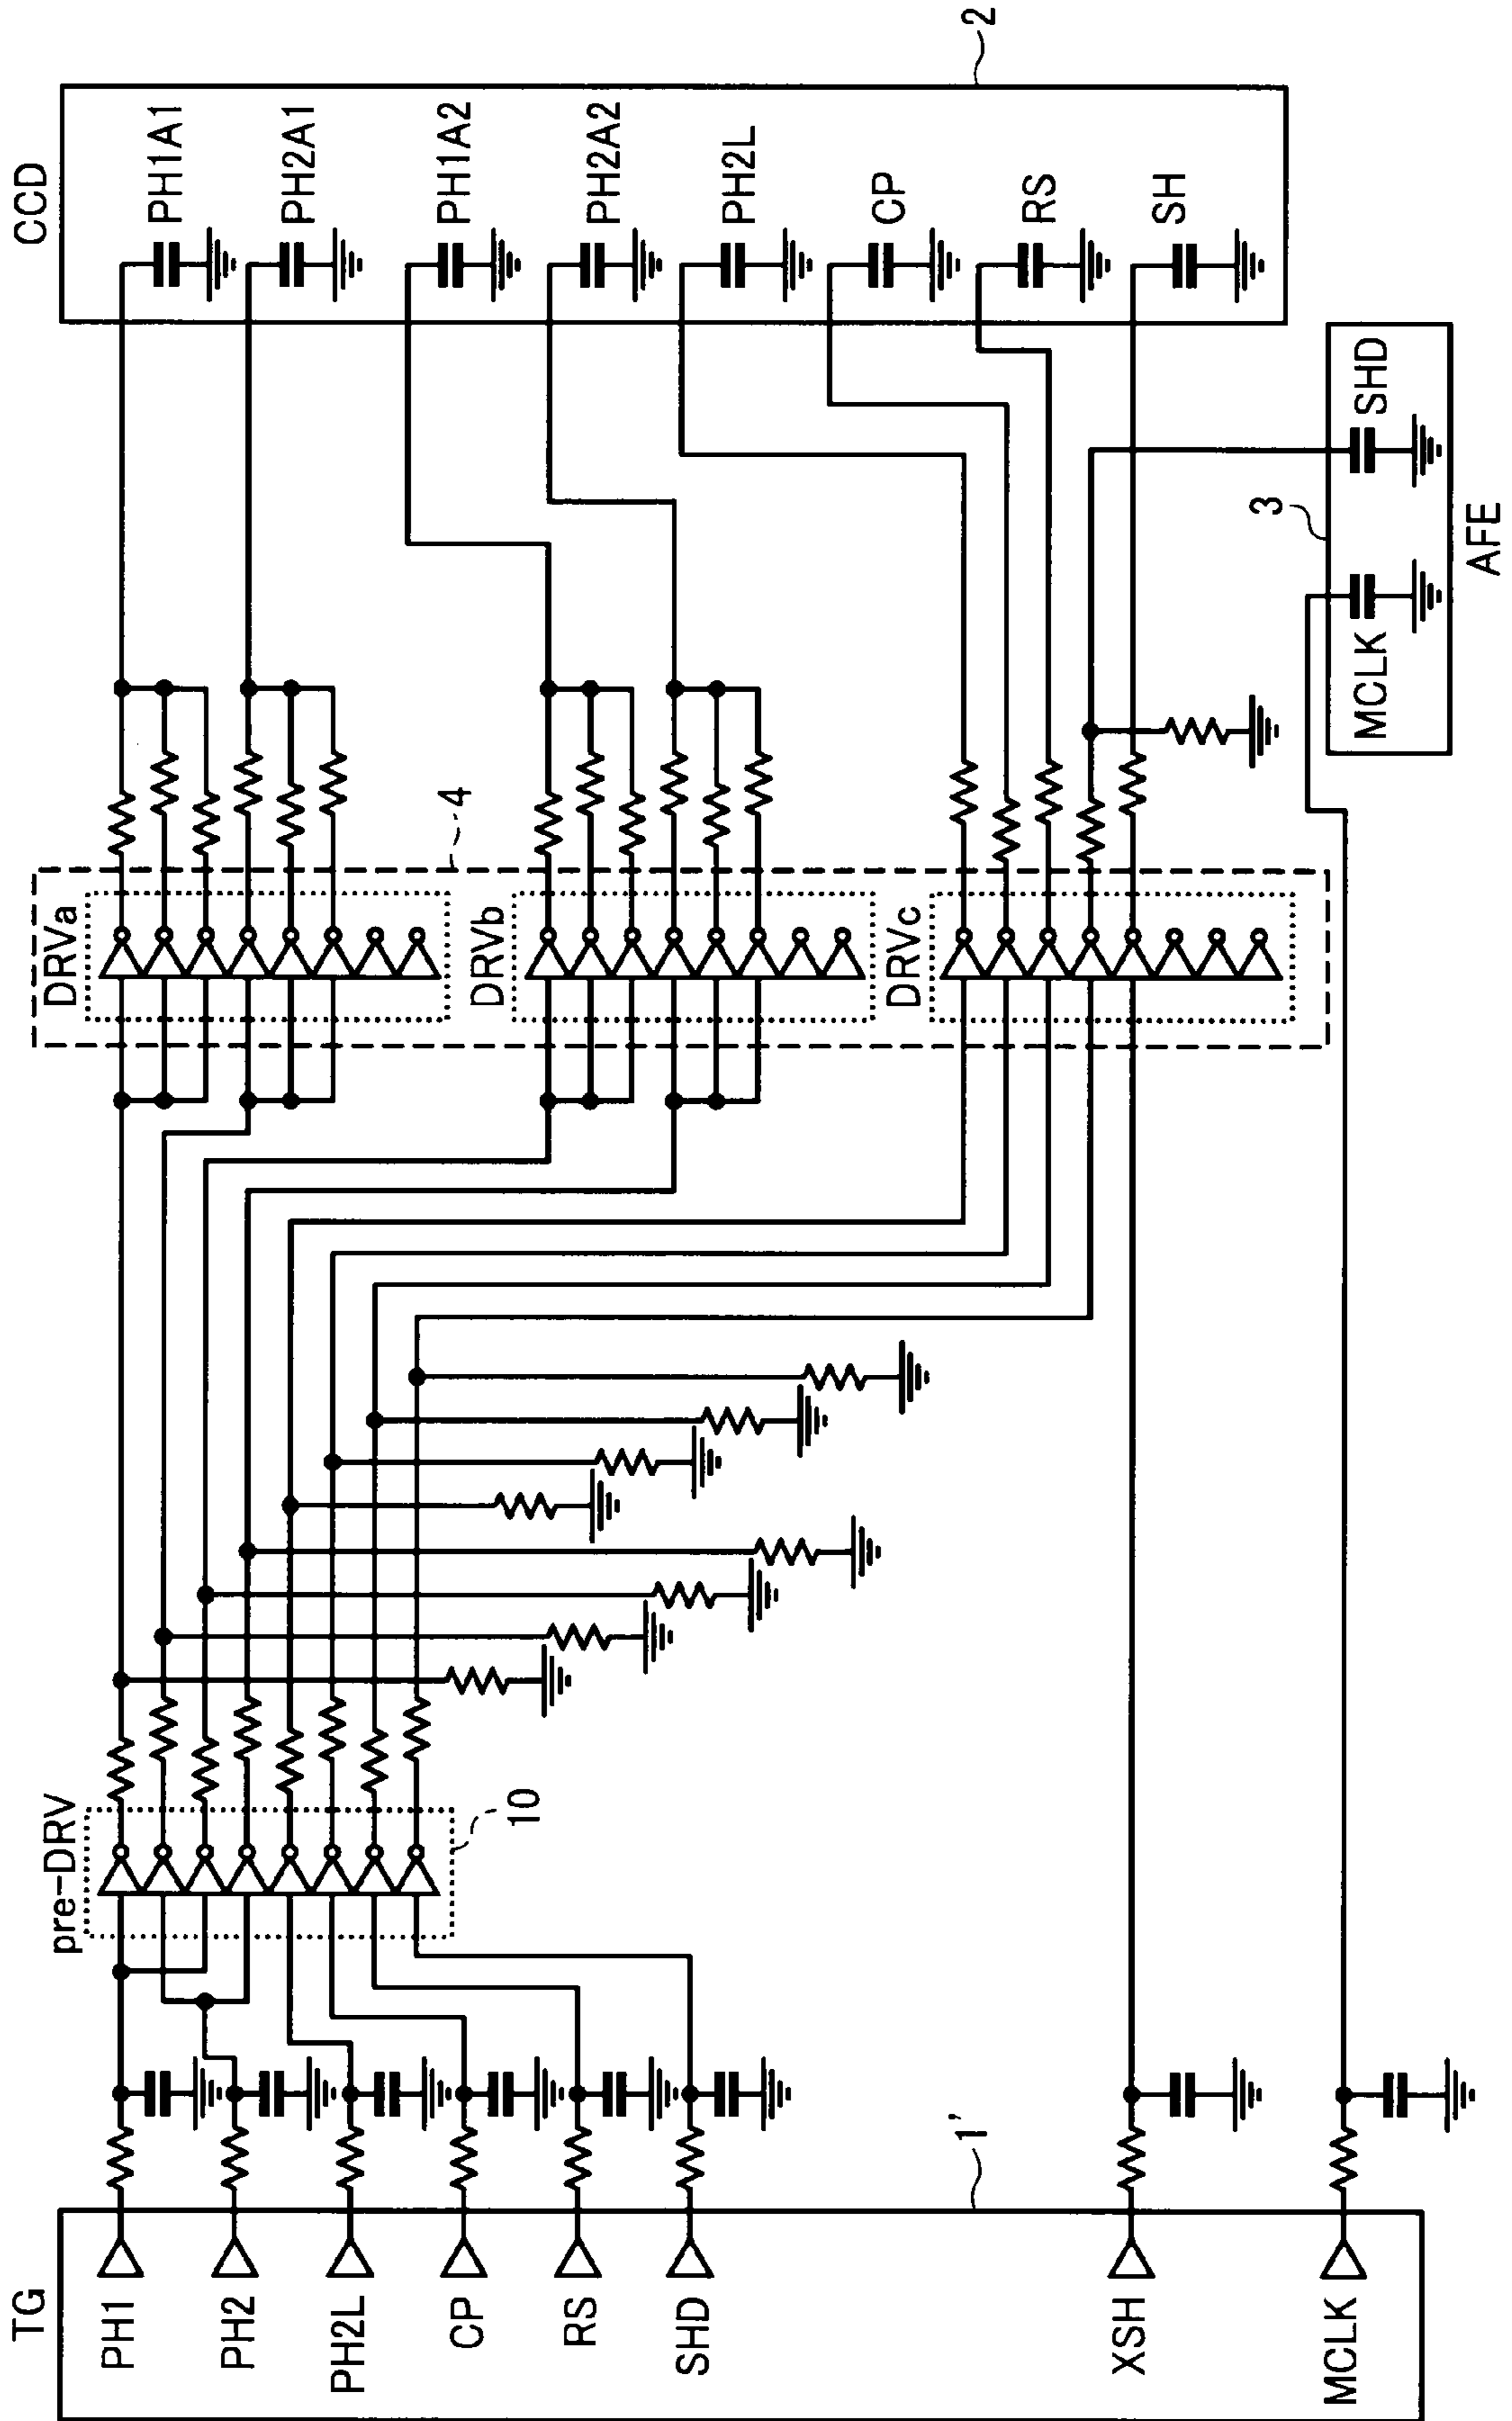 TG
PH1
PH2
PH2L
CP
RS
SHD
XSH
MCLK
1'
pre-DRV
10
DRVa
DRVb
DRVc
4
CCD
PH1A1
PH2A1
PH1A2
PH2A2
PH2L
CP
RS
SH
2
3
MCLK
SHD
AFE